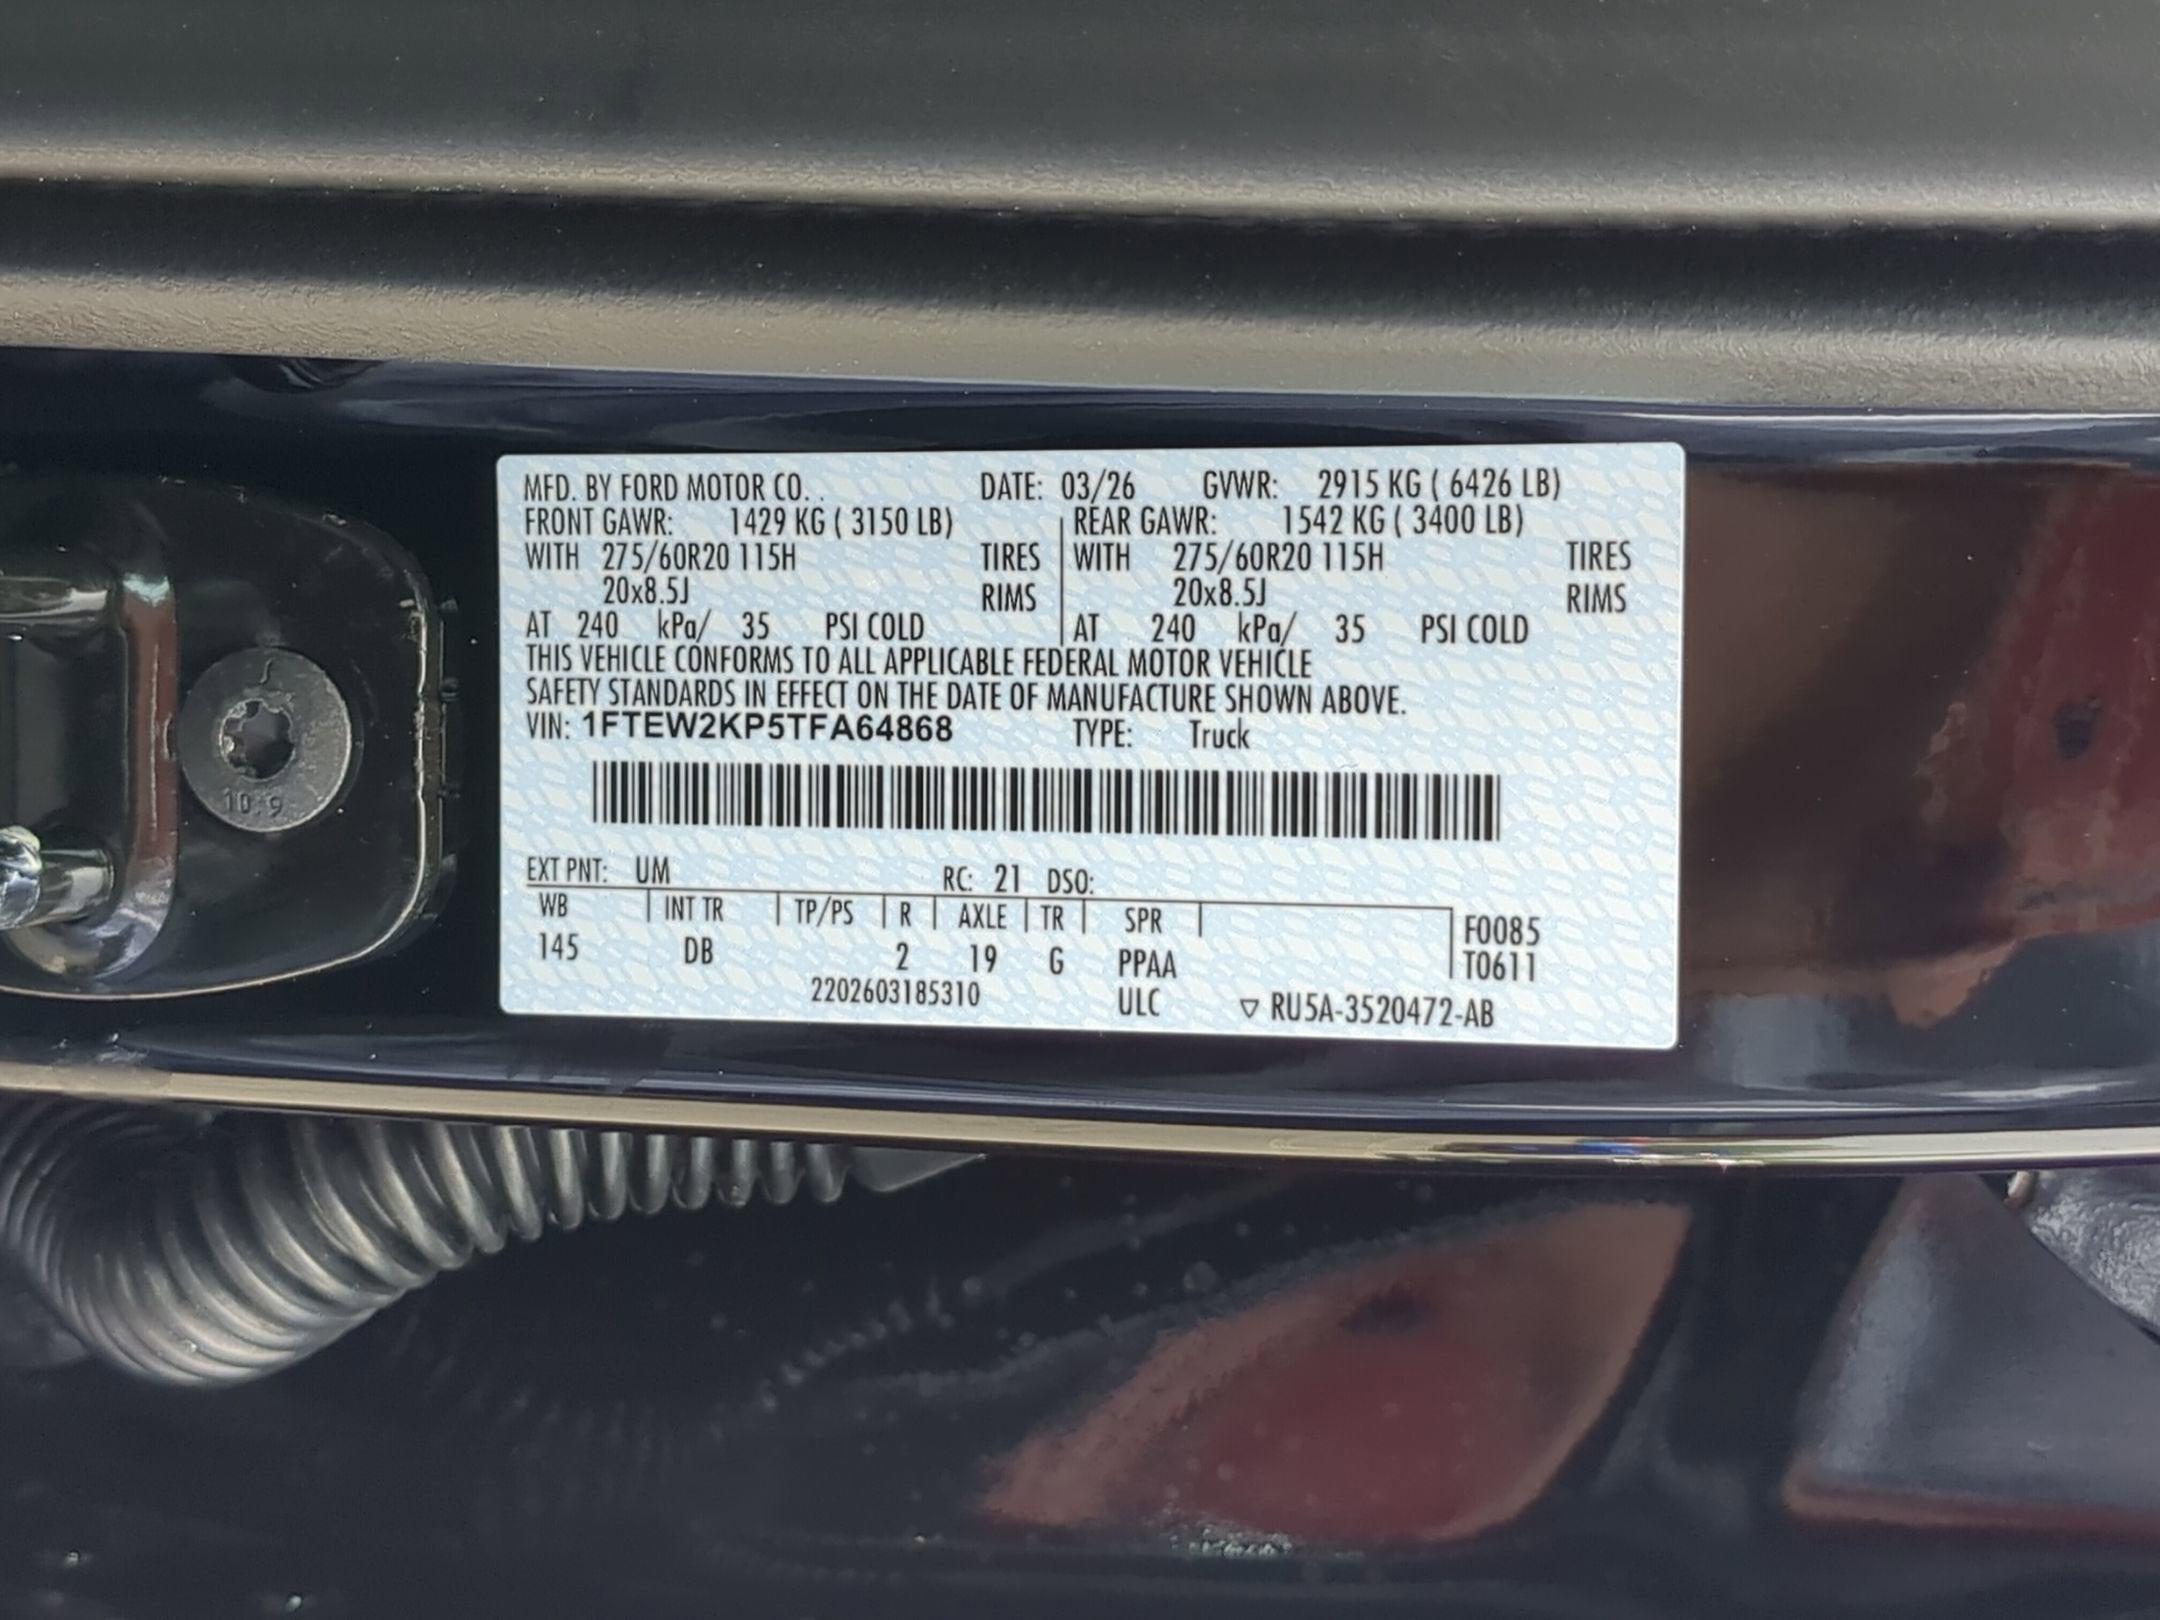 MFD. BY FORD MOTOR CO. . DATE: 03/26 GVWR: 2915 KG ( 6426 LB)
FRONT GAWR: 1429 KG ( 3150 LB) REAR GAWR: 1542 KG ( 3400 LB)
WITH 275/60R20 115H TIRES WITH 275/60R20 115H TIRES
20x8.5J RIMS 20x8.5J RIMS
AT 240 kPa/ 35 PSI COLD AT 240 kPa/ 35 PSI COLD
THIS VEHICLE CONFORMS TO ALL APPLICABLE FEDERAL MOTOR VEHICLE
SAFETY STANDARDS IN EFFECT ON THE DATE OF MANUFACTURE SHOWN ABOVE.
VIN: 1FTEW2KP5TFA64868 TYPE: Truck
EXT PNT: UM RC: 21 DSO:
WB INT TR TP/PS R AXLE TR SPR F0085
145 DB 2 19 G PPAA T0611
2202603185310 ULC ▽ RU5A-3520472-AB
10.9